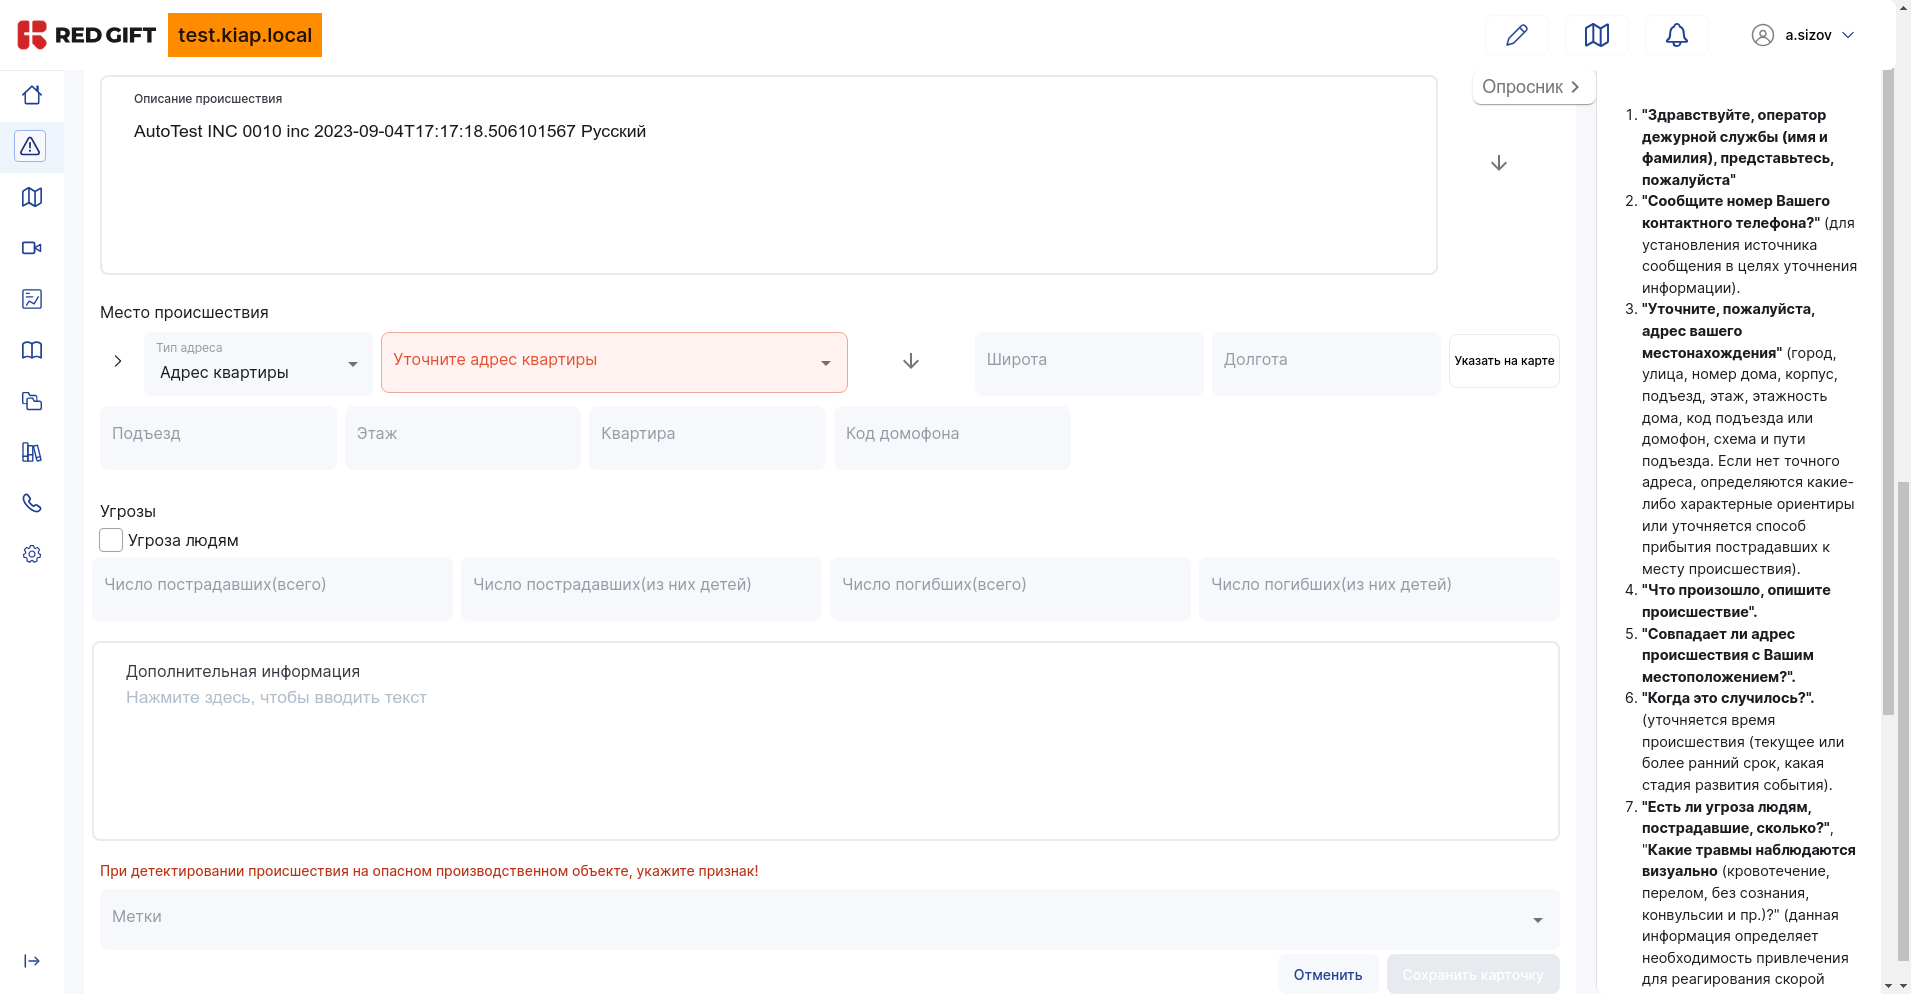 RED GIFT
test.kiap.local
a.sizov
Описание происшествия
AutoTest INC 0010 inc 2023-09-04T17:17:18.506101567 Русский
Опросник
Место происшествия
Тип адреса
Адрес квартиры
Уточните адрес квартиры
Широта
Долгота
Указать на карте
Подъезд
Этаж
Квартира
Код домофона
Угрозы
Угроза людям
Число пострадавших(всего)
Число пострадавших(из них детей)
Число погибших(всего)
Число погибших(из них детей)
Дополнительная информация
Нажмите здесь, чтобы вводить текст
При детектировании происшествия на опасном производственном объекте, укажите признак!
Метки
Отменить
Сохранить карточку
1. "Здравствуйте, оператор
дежурной службы (имя и
фамилия), представьтесь,
пожалуйста"
2. "Сообщите номер Вашего
контактного телефона?" (для
установления источника
сообщения в целях уточнения
информации).
3. "Уточните, пожалуйста,
адрес вашего
местонахождения" (город,
улица, номер дома, корпус,
подъезд, этаж, этажность
дома, код подъезда или
домофон, схема и пути
подъезда. Если нет точного
адреса, определяются какие-
либо характерные ориентиры
или уточняется способ
прибытия пострадавших к
месту происшествия).
4. "Что произошло, опишите
происшествие".
5. "Совпадает ли адрес
происшествия с Вашим
местоположением?".
6. "Когда это случилось?".
(уточняется время
происшествия (текущее или
более ранний срок, какая
стадия развития события).
7. "Есть ли угроза людям,
пострадавшие, сколько?",
"Какие травмы наблюдаются
визуально (кровотечение,
перелом, без сознания,
конвульсии и пр.)?" (данная
информация определяет
необходимость привлечения
для реагирования скорой